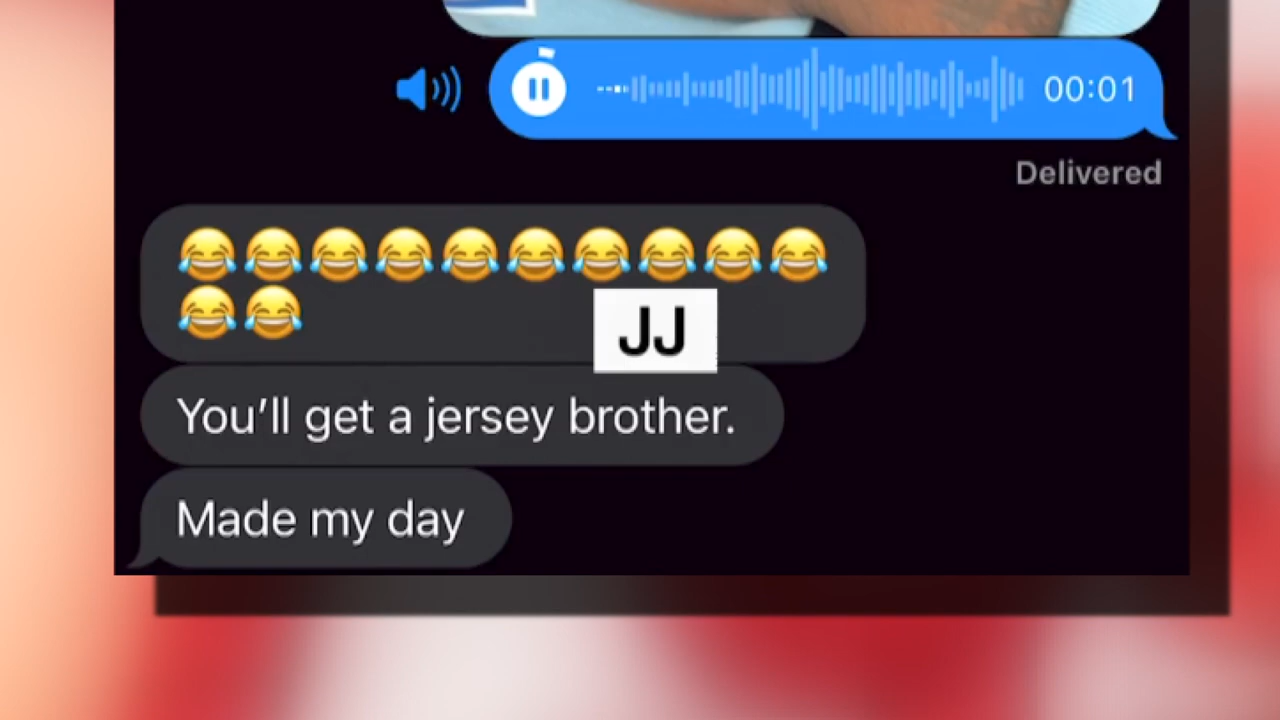 00:01
Delivered
😂😂😂😂😂😂😂😂😂😂
😂😂
JJ
You’ll get a jersey brother.
Made my day